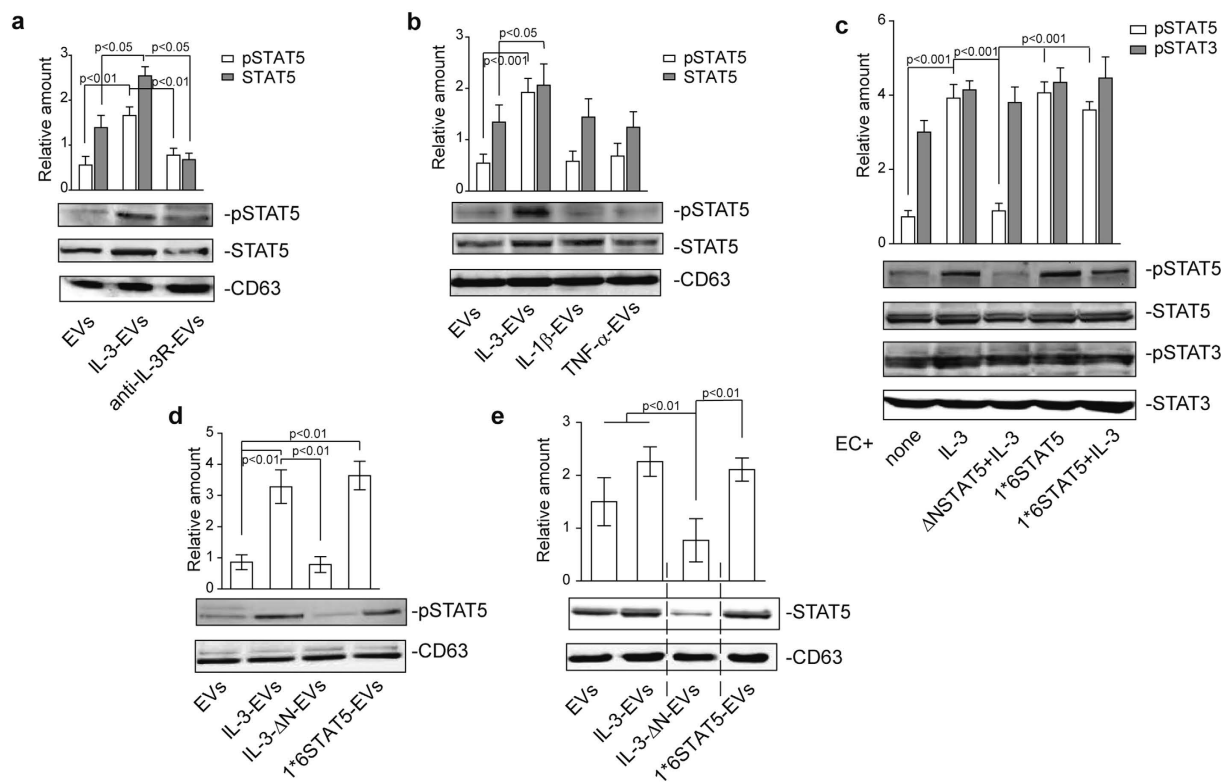 a
p<0.05
p<0.05
p<0.01
p<0.01
pSTAT5
STAT5
Relative amount
3
2
1
0
-pSTAT5
-STAT5
-CD63
EVs
IL-3-EVs
anti-IL-3R-EVs
b
p<0.05
p<0.001
pSTAT5
STAT5
Relative amount
3
2
1
0
-pSTAT5
-STAT5
-CD63
EVs
IL-3-EVs
IL-1β-EVs
TNF-α-EVs
c
p<0.001
p<0.001
p<0.001
pSTAT5
pSTAT3
Relative amount
6
4
2
0
-pSTAT5
-STAT5
-pSTAT3
-STAT3
EC+
none
IL-3
ΔNSTAT5+IL-3
1*6STAT5
1*6STAT5+IL-3
d
p<0.01
p<0.01
p<0.01
Relative amount
5
4
3
2
1
0
-pSTAT5
-CD63
EVs
IL-3-EVs
IL-3-ΔN-EVs
1*6STAT5-EVs
e
p<0.01
p<0.01
Relative amount
3
2
1
0
-STAT5
-CD63
EVs
IL-3-EVs
IL-3-ΔN-EVs
1*6STAT5-EVs